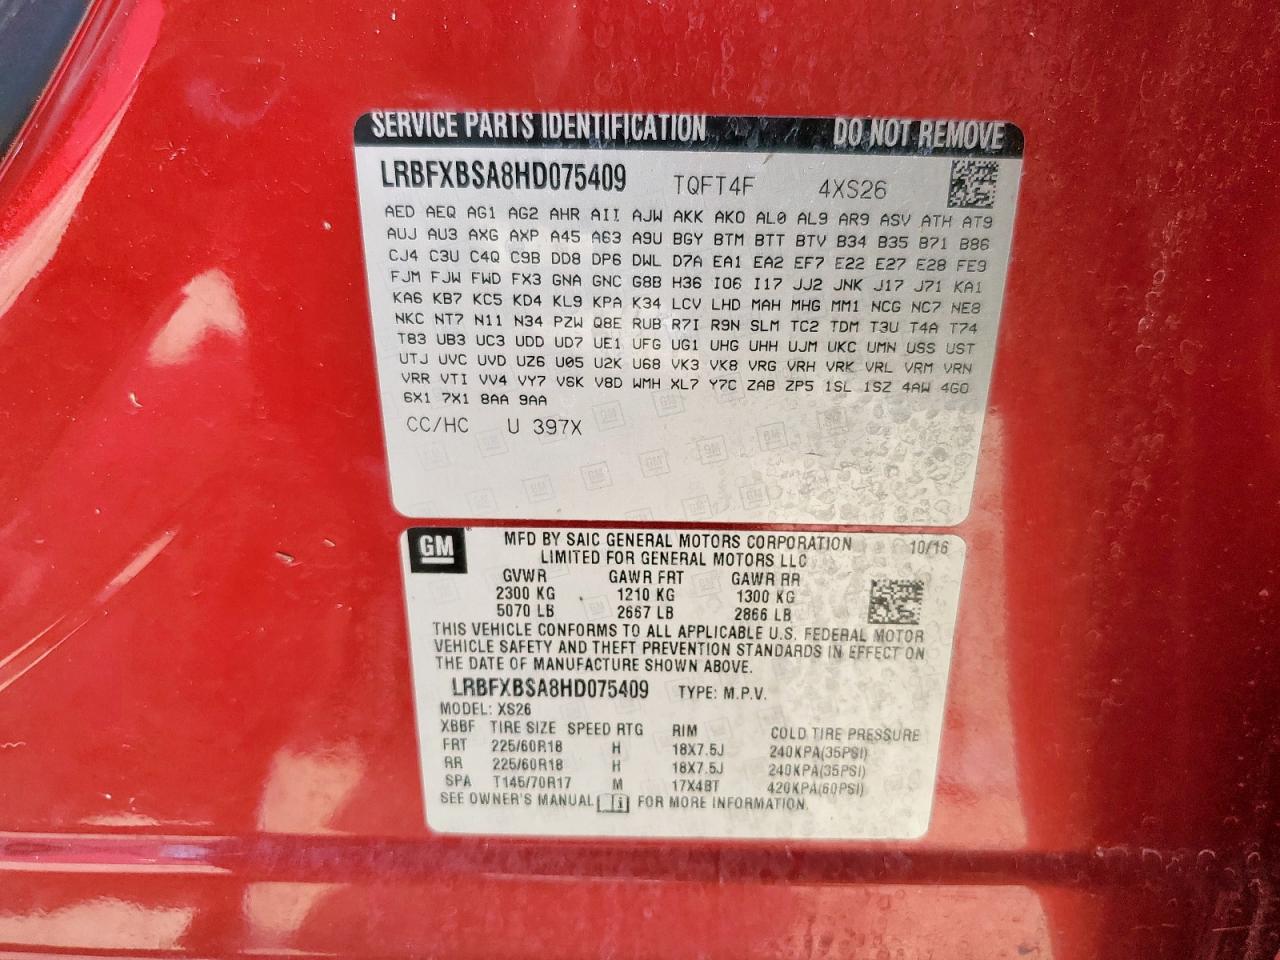 SERVICE PARTS IDENTIFICATION DO NOT REMOVE
LRBFXBSA8HD075409 TQFT4F 4XS26
AED AEQ AG1 AG2 AHR AII AJW AKK AKO AL0 AL9 AR9 ASV ATH AT9
AUJ AU3 AXG AXP A45 A63 A9U BGY BTM BTT BTV B34 B35 B71 B86
CJ4 C3U C4Q C9B DD8 DP6 DWL D7A EA1 EA2 EF7 E22 E27 E28 FE9
FJM FJW FWD FX3 GNA GNC G8B H36 I06 I17 JJ2 JNK J17 J71 KA1
KA6 KB7 KC5 KD4 KL9 KPA K34 LCV LHD MAH MHG MM1 NCG NC7 NE8
NKC NT7 N11 N34 PZW Q8E RUB R7I R9N SLM TC2 TDM T3U T4A T74
T83 UB3 UC3 UDD UD7 UE1 UFG UG1 UHG UHH UJM UKC UMN USS UST
UTJ UVC UVD UZ6 U05 U2K U68 VK3 VK8 VRG VRH VRK VRL VRM VRN
VRR VTI VV4 VY7 V6K V8D WMH XL7 Y7C ZAB ZP5 1SL 1SZ 4AW 4G0
6X1 7X1 8AA 9AA
CC/HC U 397X
GM MFD BY SAIC GENERAL MOTORS CORPORATION 10/16
LIMITED FOR GENERAL MOTORS LLC
GVWR GAWR FRT GAWR RR
2300 KG 1210 KG 1300 KG
5070 LB 2667 LB 2866 LB
THIS VEHICLE CONFORMS TO ALL APPLICABLE U.S. FEDERAL MOTOR
VEHICLE SAFETY AND THEFT PREVENTION STANDARDS IN EFFECT ON
THE DATE OF MANUFACTURE SHOWN ABOVE.
LRBFXBSA8HD075409 TYPE: M.P.V.
MODEL: XS26
XBBF TIRE SIZE SPEED RTG RIM COLD TIRE PRESSURE
FRT 225/60R18 H 18X7.5J 240KPA(35PSI)
RR 225/60R18 H 18X7.5J 240KPA(35PSI)
SPA T145/70R17 M 17X4BT 420KPA(60PSI)
SEE OWNER'S MANUAL FOR MORE INFORMATION.